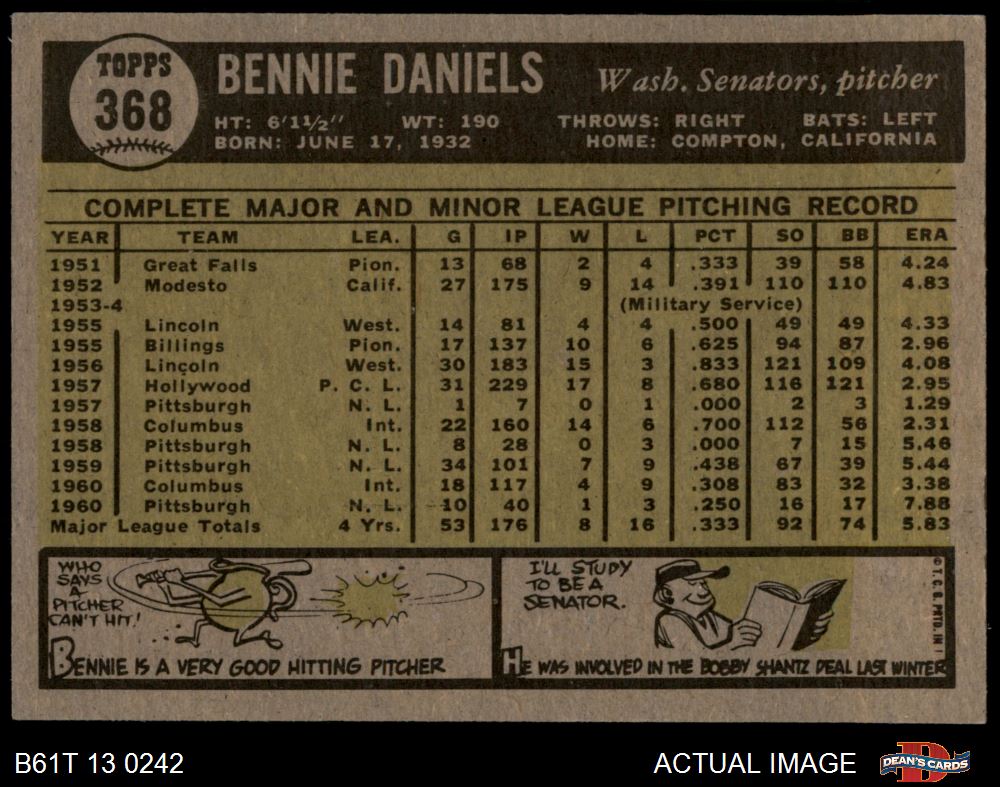 TOPPS
368
BENNIE DANIELS
Wash. Senators, pitcher
HT: 6'11/2" WT: 190 THROWS: RIGHT BATS: LEFT
BORN: JUNE 17, 1932 HOME: COMPTON, CALIFORNIA
COMPLETE MAJOR AND MINOR LEAGUE PITCHING RECORD
YEAR TEAM LEA. G IP W L PCT SO BB ERA
1951 Great Falls Pion. 13 68 2 4 .333 39 58 4.24
1952 Modesto Calif. 27 175 9 14 .391 110 110 4.83
1953-4 (Military Service)
1955 Lincoln West. 14 81 4 4 .500 49 49 4.33
1955 Billings Pion. 17 137 10 6 .625 94 87 2.96
1956 Lincoln West. 30 183 15 3 .833 121 109 4.08
1957 Hollywood P. C. L. 31 229 17 8 .680 116 121 2.95
1957 Pittsburgh N. L. 1 7 0 1 .000 2 3 1.29
1958 Columbus Int. 22 160 14 6 .700 112 56 2.31
1958 Pittsburgh N. L. 8 28 0 3 .000 7 15 5.46
1959 Pittsburgh N. L. 34 101 7 9 .438 67 39 5.44
1960 Columbus Int. 18 117 4 9 .308 83 32 3.38
1960 Pittsburgh N. L. 10 40 1 3 .250 16 17 7.88
Major League Totals 4 Yrs. 53 176 8 16 .333 92 74 5.83
WHO
SAYS
A
PITCHER
CAN'T HIT!
BENNIE IS A VERY GOOD HITTING PITCHER
I'LL STUDY
TO BE A
SENATOR.
HE WAS INVOLVED IN THE BOBBY SHANTZ DEAL LAST WINTER
© T. C. G. PRTD. IN
B61T 13 0242
ACTUAL IMAGE
DEAN'S CARDS